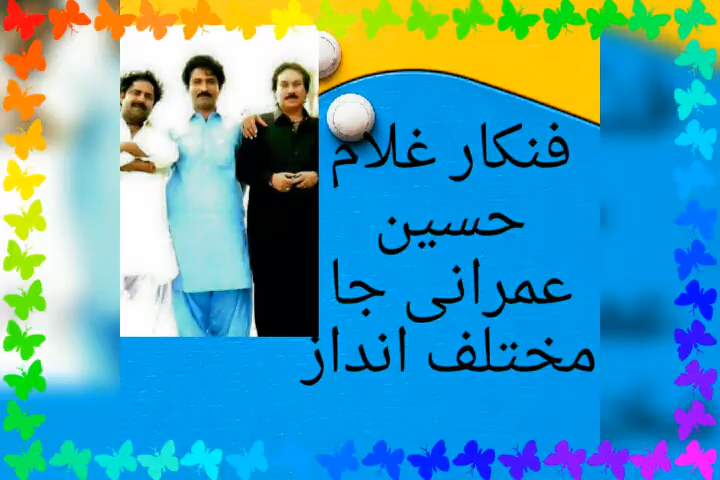 فنکار غلام
حسین
عمرانی جا
مختلف انداز